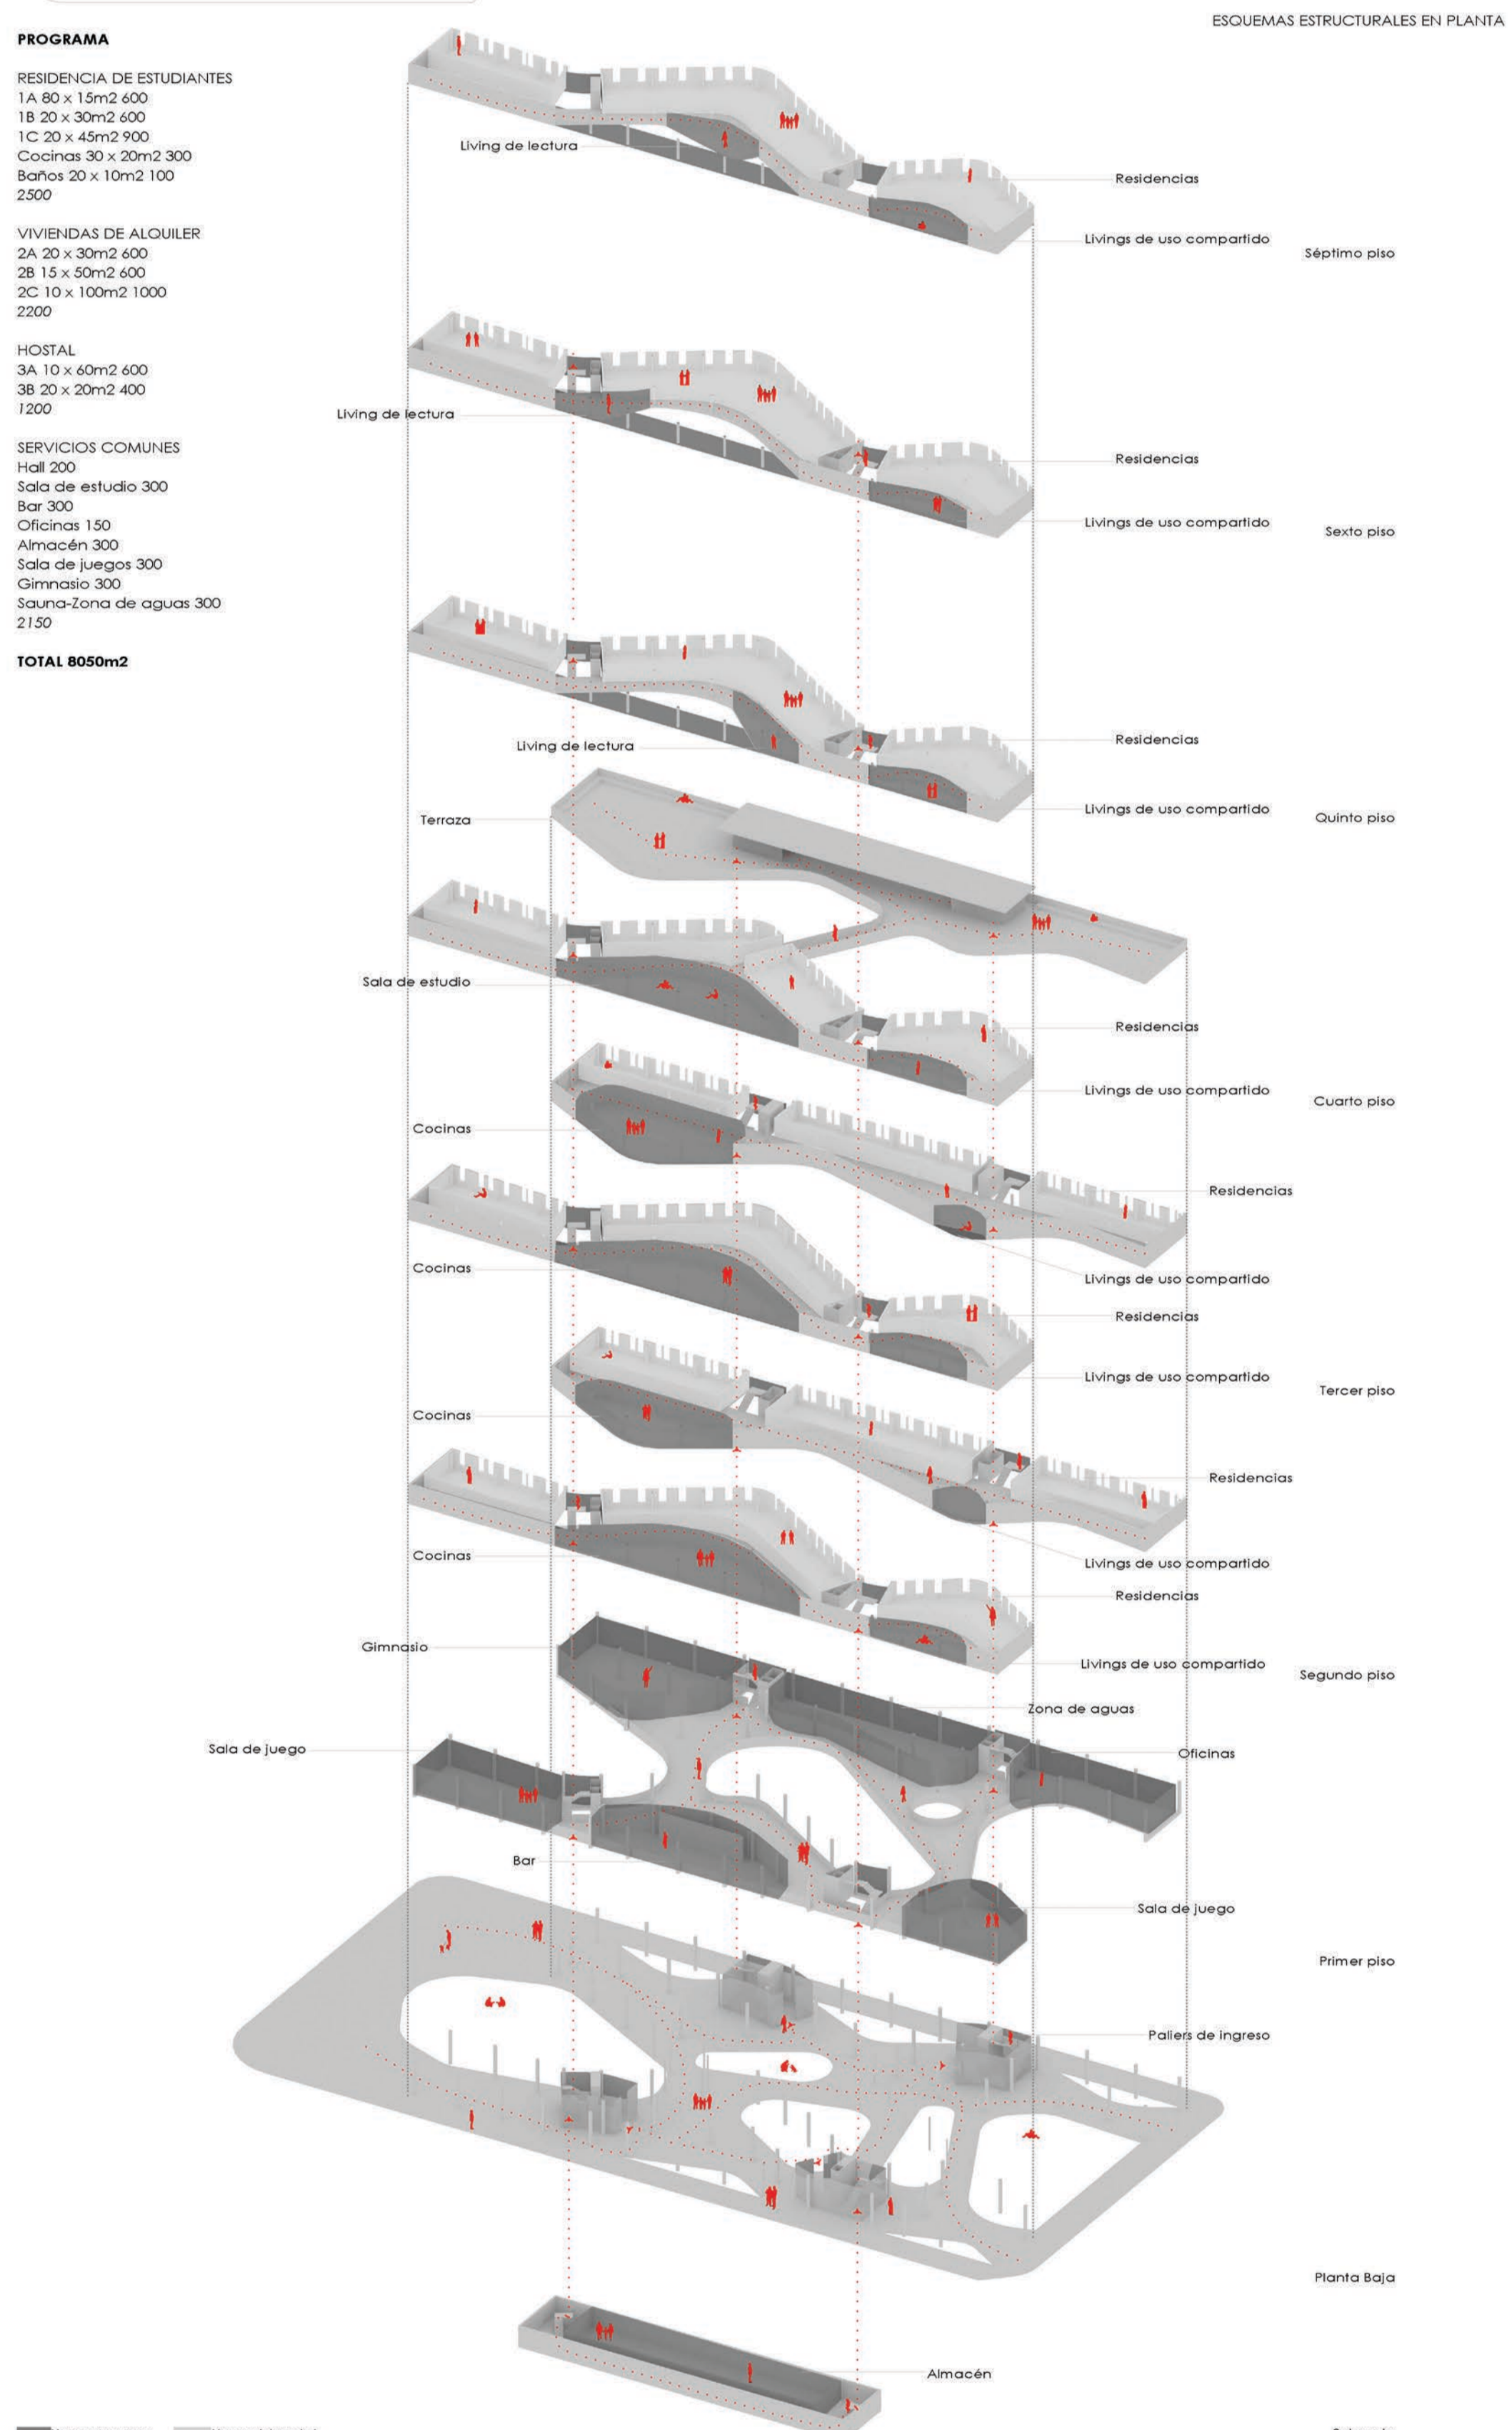 ESQUEMAS ESTRUCTURALES EN PLANTA
PROGRAMA
RESIDENCIA DE ESTUDIANTES
1A 80 x 15m2 600
1B 20 x 30m2 600
1C 20 x 45m2 900
Cocinas 30 x 20m2 300
Baños 20 x 10m2 100
2500
VIVIENDAS DE ALQUILER
2A 20 x 30m2 600
2B 15 x 50m2 600
2C 10 x 100m2 1000
2200
HOSTAL
3A 10 x 60m2 600
3B 20 x 20m2 400
1200
SERVICIOS COMUNES
Hall 200
Sala de estudio 300
Bar 300
Oficinas 150
Almacén 300
Sala de juegos 300
Gimnasio 300
Sauna-Zona de aguas 300
2150
TOTAL 8050m2
Living de lectura
Residencias
Livings de uso compartido
Séptimo piso
Living de lectura
Residencias
Livings de uso compartido
Sexto piso
Residencias
Living de lectura
Livings de uso compartido
Quinto piso
Terraza
Sala de estudio
Residencias
Livings de uso compartido
Cuarto piso
Cocinas
Residencias
Cocinas
Livings de uso compartido
Residencias
Livings de uso compartido
Tercer piso
Cocinas
Residencias
Cocinas
Livings de uso compartido
Residencias
Gimnasio
Livings de uso compartido
Segundo piso
Zona de aguas
Sala de juego
Oficinas
Bar
Sala de juego
Primer piso
Paliers de ingreso
Planta Baja
Almacén